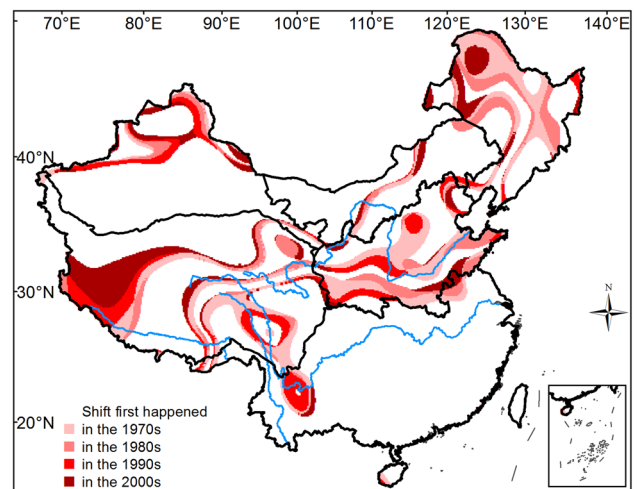 70°E 80°E 90°E 100°E 110°E 120°E 130°E 140°E
40°N
30°N
N
20°N
Shift first happened
in the 1970s
in the 1980s
in the 1990s
in the 2000s